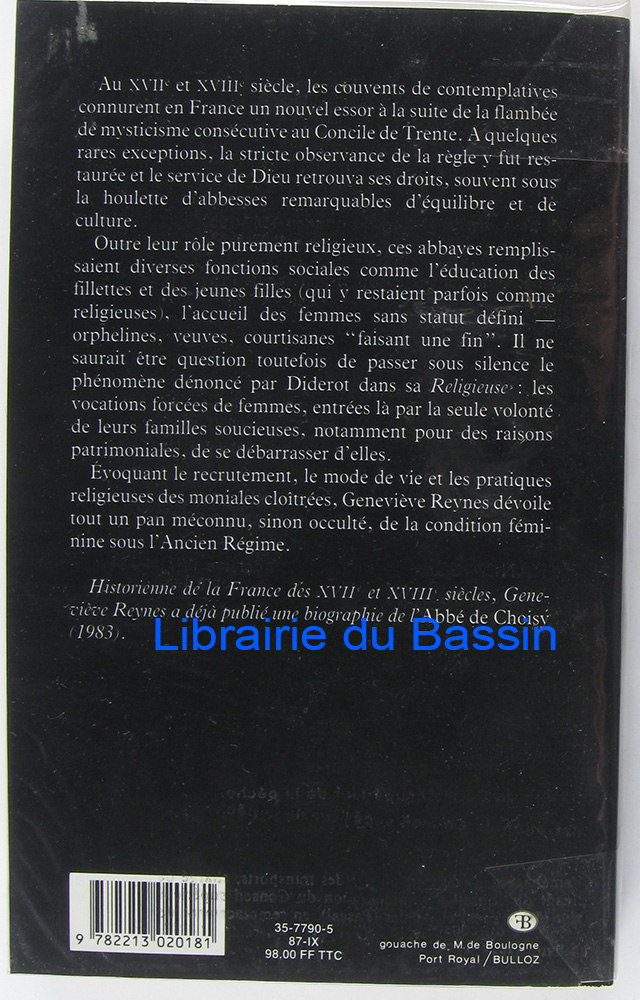 Au XVIIe et XVIIIe siècle, les couvents de contemplatives
connurent en France un nouvel essor à la suite de la flambée
de mysticisme consécutive au Concile de Trente. A quelques
rares exceptions, la stricte observance de la règle y fut res-
taurée et le service de Dieu retrouva ses droits, souvent sous
la houlette d'abbesses remarquables d'équilibre et de
culture.
Outre leur rôle purement religieux, ces abbayes remplis-
saient diverses fonctions sociales comme l'éducation des
fillettes et des jeunes filles (qui y restaient parfois comme
religieuses), l'accueil des femmes sans statut défini —
orphelines, veuves, courtisanes "faisant une fin". Il ne
saurait être question toutefois de passer sous silence le
phénomène dénoncé par Diderot dans sa Religieuse : les
vocations forcées de femmes, entrées là par la seule volonté
de leurs familles soucieuses, notamment pour des raisons
patrimoniales, de se débarrasser d'elles.
Évoquant le recrutement, le mode de vie et les pratiques
religieuses des moniales cloîtrées, Geneviève Reynes dévoile
tout un pan méconnu, sinon occulté, de la condition fémi-
nine sous l'Ancien Régime.
Historienne de la France des XVIIe et XVIIIe siècles, Gene-
viève Reynes a déjà publié une biographie de l'Abbé de Choisy
(1983).
Librairie du Bassin
9 782213 020181
35-7790-5
87-IX
98,00 FF TTC
FB
gouache de M. de Boulogne
Port Royal / BULLOZ